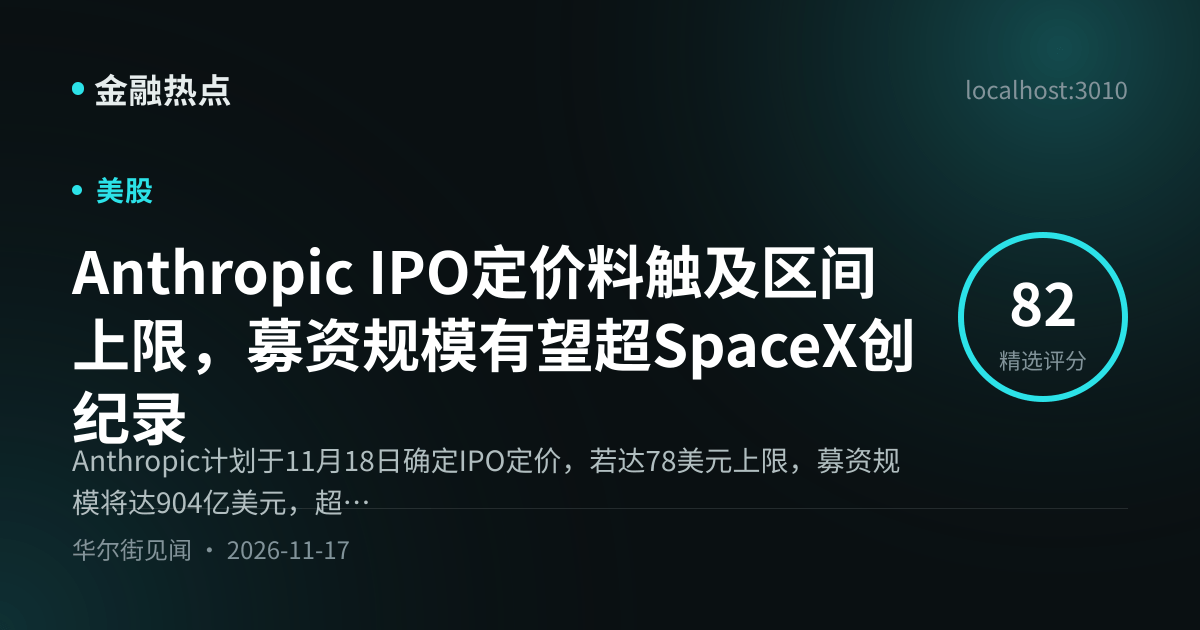 金融热点
localhost:3010
美股
Anthropic IPO定价料触及区间
上限，募资规模有望超SpaceX创
纪录
82
精选评分
Anthropic计划于11月18日确定IPO定价，若达78美元上限，募资规
模将达904亿美元，超…
华尔街见闻 · 2026-11-17